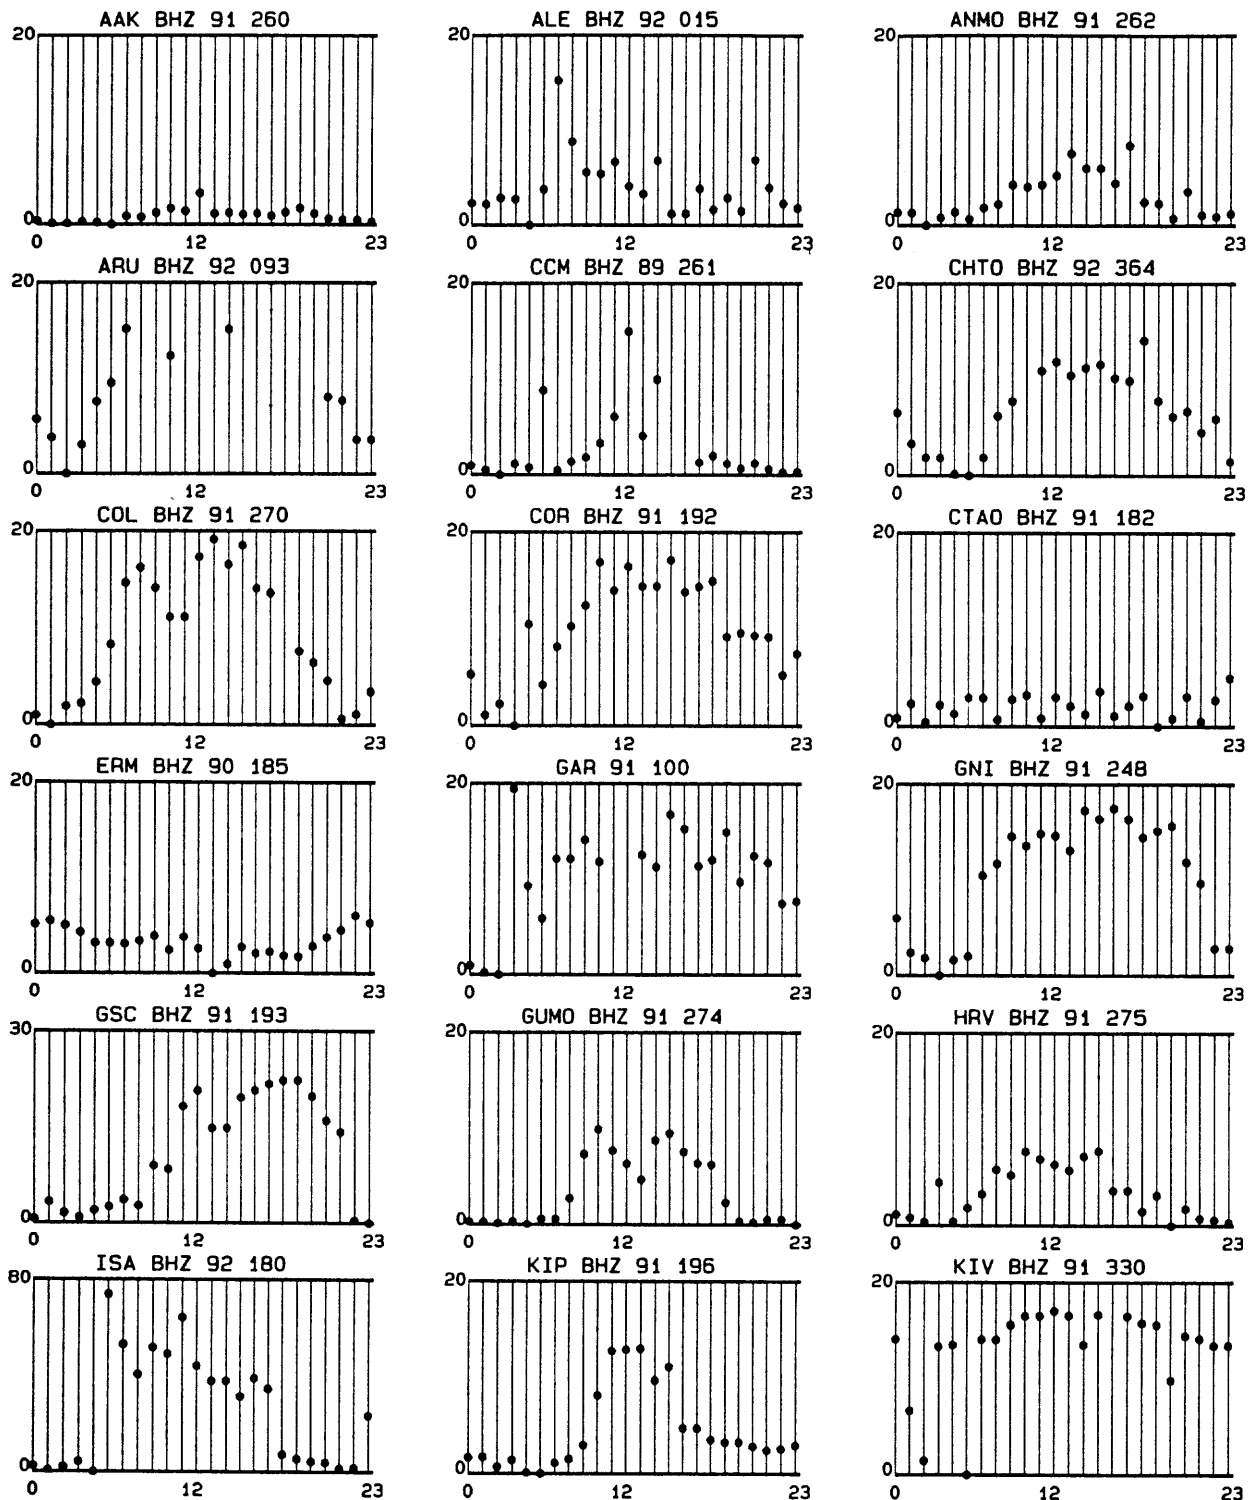 AAK BHZ 91 260
ALE BHZ 92 015
ANMO BHZ 91 262
20
20
20
0
0
0
0 12 23
0 12 23
0 12 23
ARU BHZ 92 093
CCM BHZ 89 261
CHTO BHZ 92 364
20
20
20
0
0
0
0 12 23
0 12 23
0 12 23
COL BHZ 91 270
COR BHZ 91 192
CTAO BHZ 91 182
20
20
20
0
0
0
0 12 23
0 12 23
0 12 23
ERM BHZ 90 185
GAR 91 100
GNI BHZ 91 248
20
20
20
0
0
0
0 12 23
0 12 23
0 12 23
GSC BHZ 91 193
GUMO BHZ 91 274
HRV BHZ 91 275
30
20
20
0
0
0
0 12 23
0 12 23
0 12 23
ISA BHZ 92 180
KIP BHZ 91 196
KIV BHZ 91 330
80
20
20
0
0
0
0 12 23
0 12 23
0 12 23